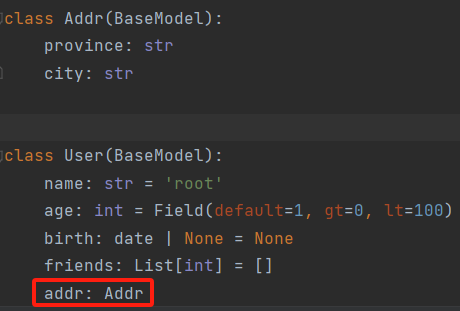 class Addr(BaseModel):
    province: str
    city: str
class User(BaseModel):
    name: str = 'root'
    age: int = Field(default=1, gt=0, lt=100)
    birth: date | None = None
    friends: List[int] = []
    addr: Addr